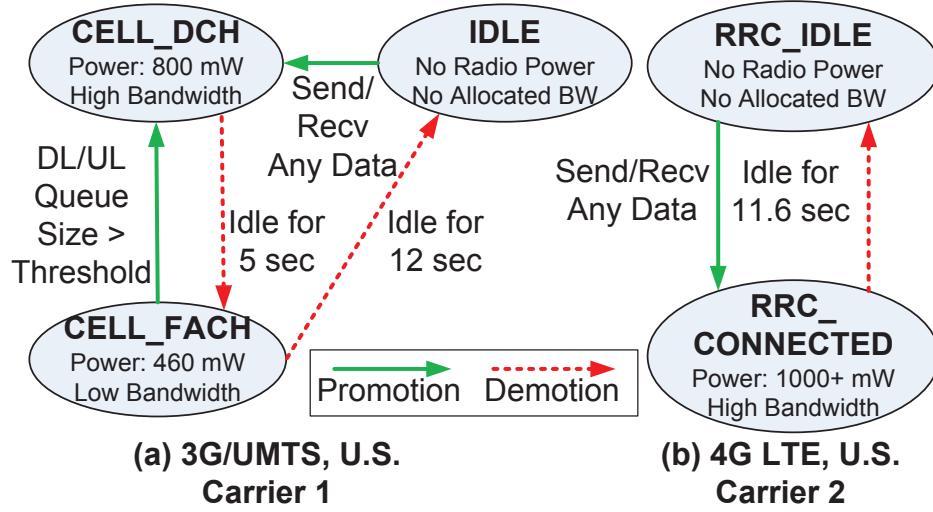 CELL_DCH
Power: 800 mW
High Bandwidth
IDLE
No Radio Power
No Allocated BW
Send/
Recv
Any Data
DL/UL
Queue
Size >
Threshold
Idle for
5 sec
Idle for
12 sec
CELL_FACH
Power: 460 mW
Low Bandwidth
Promotion
Demotion
(a) 3G/UMTS, U.S.
Carrier 1
RRC_IDLE
No Radio Power
No Allocated BW
Send/Recv
Any Data
Idle for
11.6 sec
RRC_
CONNECTED
Power: 1000+ mW
High Bandwidth
(b) 4G LTE, U.S.
Carrier 2